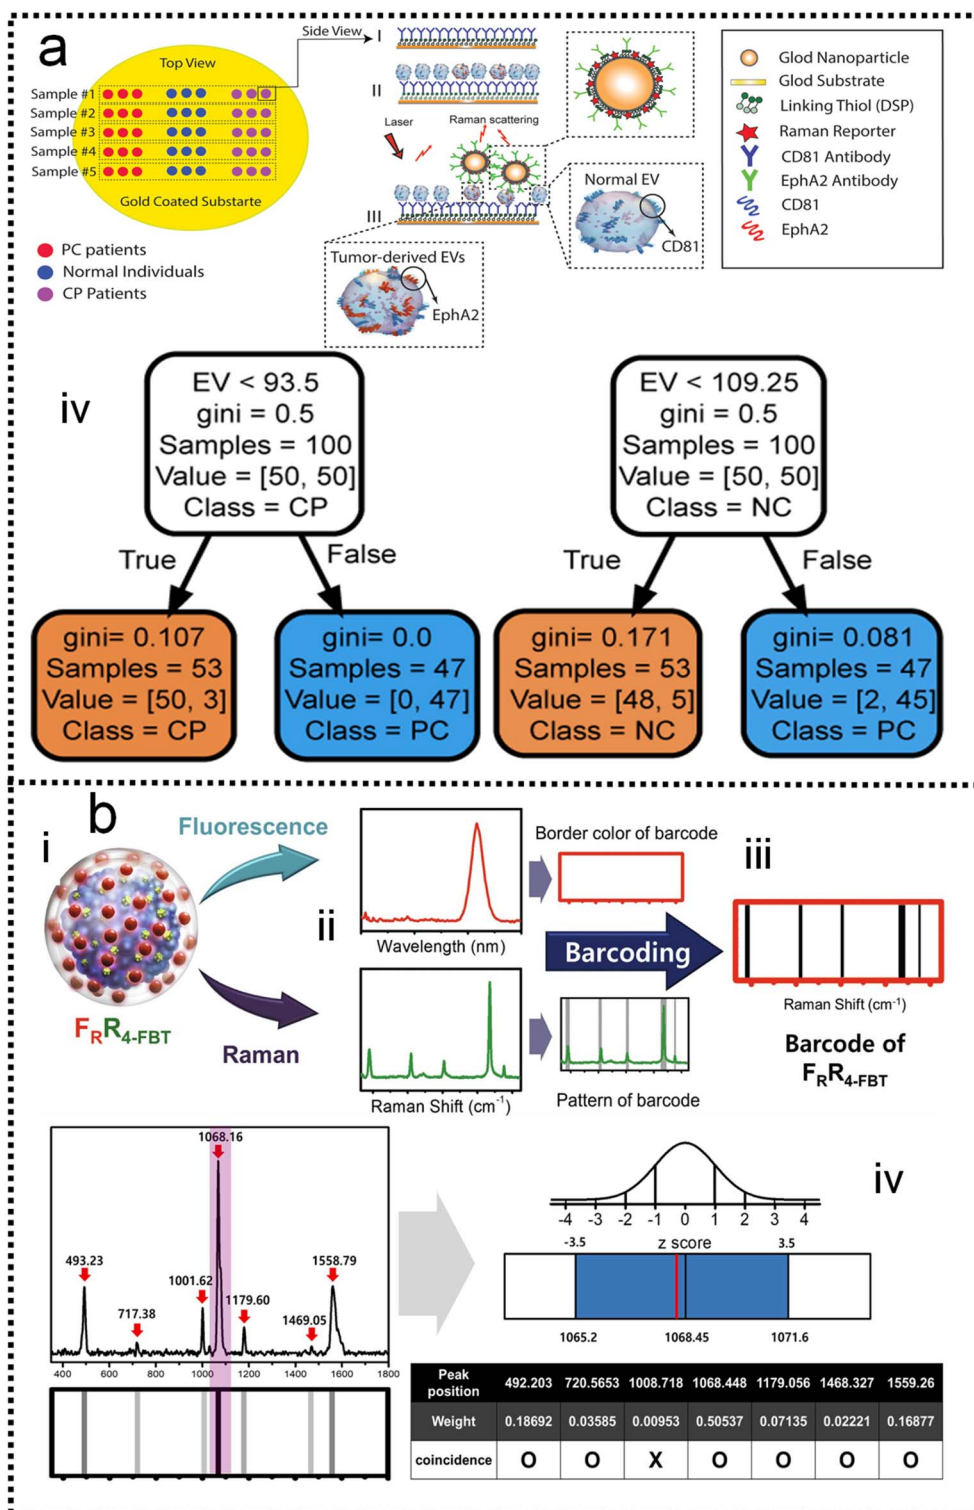 a
Top View
Sample #1
Sample #2
Sample #3
Sample #4
Sample #5
Gold Coated Substarte
PC patients
Normal Individuals
CP Patients
Side View
I
II
Laser
Raman scattering
III
Normal EV
CD81
Tumor-derived EVs
EphA2
Glod Nanoparticle
Glod Substrate
Linking Thiol (DSP)
Raman Reporter
CD81 Antibody
EphA2 Antibody
CD81
EphA2
iv
EV < 93.5
gini = 0.5
Samples = 100
Value = [50, 50]
Class = CP
True
False
gini= 0.107
Samples = 53
Value = [50, 3]
Class = CP
gini= 0.0
Samples = 47
Value = [0, 47]
Class = PC
EV < 109.25
gini = 0.5
Samples = 100
Value = [50, 50]
Class = NC
True
False
gini= 0.171
Samples = 53
Value = [48, 5]
Class = NC
gini= 0.081
Samples = 47
Value = [2, 45]
Class = PC
b
i
Fluorescence
FRR4-FBT
Raman
ii
Wavelength (nm)
Raman Shift (cm-1)
Border color of barcode
Barcoding
Pattern of barcode
iii
Raman Shift (cm-1)
Barcode of
FRR4-FBT
1068.16
493.23
717.38
1001.62
1179.60
1469.05
1558.79
400 600 800 1000 1200 1400 1600 1800
iv
-4 -3 -2 -1 0 1 2 3 4
-3.5 z score 3.5
1065.2 1068.45 1071.6
Peak position 492.203 720.5653 1008.718 1068.448 1179.056 1468.327 1559.26
Weight 0.18692 0.03585 0.00953 0.50537 0.07135 0.02221 0.16877
coincidence O O X O O O O